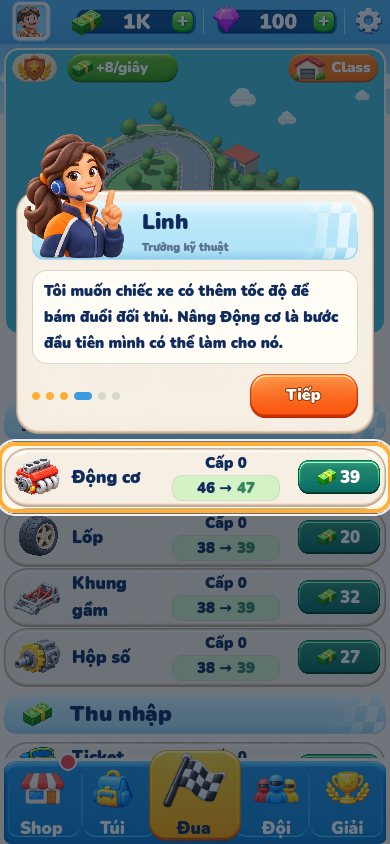 1K
100
+8/giây
Class
Linh
Trưởng kỹ thuật
Tôi muốn chiếc xe có thêm tốc độ để
bám đuổi đối thủ. Nâng Động cơ là bước
đầu tiên mình có thể làm cho nó.
Tiếp
Động cơ
Cấp 0
46 → 47
39
Lốp
Cấp 0
38 → 39
20
Khung
gầm
Cấp 0
38 → 39
32
Hộp số
Cấp 0
38 → 39
27
Thu nhập
Ticket
Cấp 0
Shop
Túi
Đua
Đội
Giải